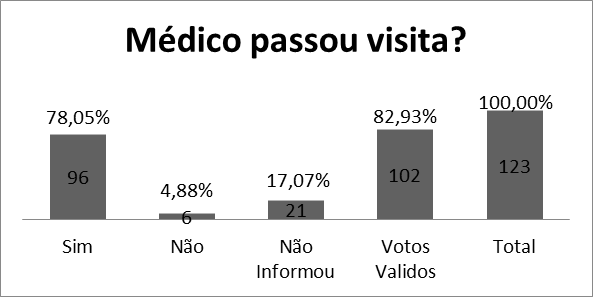 Médico passou visita?
78,05%
4,88%
17,07%
82,93%
100,00%
96
6
21
102
123
Sim
Não
Não
Informou
Votos
Validos
Total